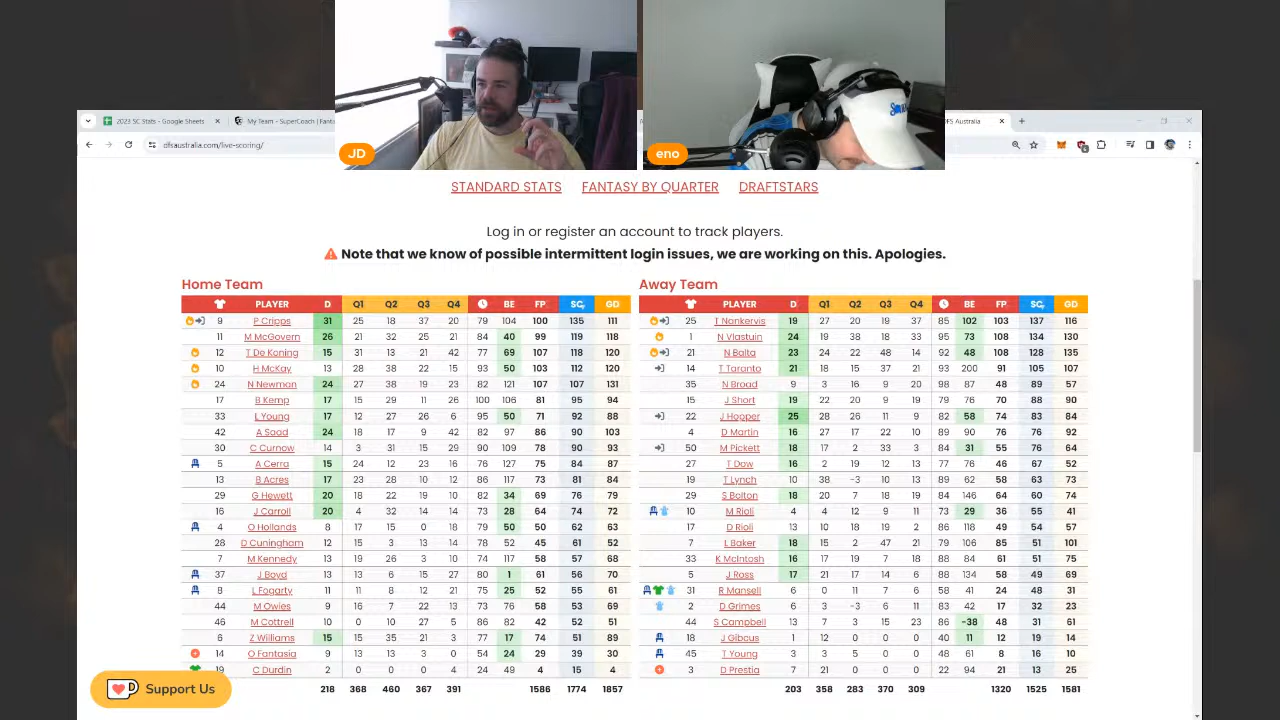 JD
eno
2023 SC Stats - Google Sheets
My Team - SuperCoach | Fanta
DFS Australia
dfsaustralia.com/live-scoring/
STANDARD STATS FANTASY BY QUARTER DRAFTSTARS
Log in or register an account to track players.
Note that we know of possible intermittent login issues, we are working on this. Apologies.
Home Team
PLAYER D Q1 Q2 Q3 Q4 BE FP SC GD
9 P Cripps 31 25 18 37 20 79 104 100 135 111
11 M McGovern 26 21 32 25 21 84 40 99 119 118
12 T De Koning 15 31 13 21 42 77 69 107 118 120
10 H McKay 13 28 38 22 15 93 50 103 112 120
24 N Newman 24 27 38 19 23 82 121 107 107 131
17 B Kemp 17 15 29 11 26 100 106 81 95 94
33 L Young 17 12 27 26 6 95 50 71 92 88
42 A Saad 24 18 17 9 42 82 97 86 90 103
30 C Curnow 14 3 31 15 29 90 109 78 90 93
5 A Cerra 15 24 12 23 16 76 127 75 84 87
13 B Acres 17 23 28 10 12 86 117 73 81 84
29 G Hewett 20 18 22 19 10 82 34 69 76 79
16 J Carroll 20 4 32 14 14 73 28 64 74 72
4 O Hollands 8 17 15 0 18 79 50 50 62 63
28 D Cuningham 12 15 3 13 14 78 52 45 61 52
7 M Kennedy 13 19 26 3 10 74 117 58 57 68
37 J Boyd 13 13 6 15 27 80 1 61 56 70
8 L Fogarty 11 11 8 12 21 75 25 52 55 61
44 M Owies 9 16 7 22 13 73 76 58 53 69
46 M Cottrell 10 0 10 27 5 86 82 42 52 51
6 Z Williams 15 15 35 21 3 77 17 74 51 89
14 O Fantasia 9 13 13 3 0 54 24 29 39 30
19 C Durdin 2 0 0 0 4 24 49 4 15 4
218 368 460 367 391 1586 1774 1857
Away Team
PLAYER D Q1 Q2 Q3 Q4 BE FP SC GD
25 T Nankervis 19 27 20 19 37 85 102 103 137 116
1 N Vlastuin 24 19 38 18 33 95 73 108 134 130
21 N Balta 23 24 22 48 14 92 48 108 128 135
14 T Taranto 21 18 15 37 21 93 200 91 105 107
35 N Broad 9 3 16 9 20 98 87 48 89 57
15 J Short 19 22 20 9 19 79 76 70 88 90
22 J Hopper 25 28 26 11 9 82 58 74 83 84
4 D Martin 16 27 17 22 10 89 90 76 76 92
50 M Pickett 18 17 2 33 3 84 31 55 76 64
27 T Dow 16 2 19 12 13 77 76 46 67 52
19 T Lynch 10 38 -3 10 13 89 62 58 63 73
29 S Bolton 18 20 7 18 19 84 146 64 60 74
10 M Rioli 4 4 12 9 11 73 29 36 55 41
17 D Rioli 13 10 18 19 2 86 118 49 54 57
7 L Baker 18 15 2 47 21 79 106 85 51 101
33 K McIntosh 16 17 19 7 18 88 84 61 51 75
5 J Ross 17 21 17 14 6 88 134 58 49 69
31 R Mansell 6 0 11 7 6 58 41 24 48 31
2 D Grimes 6 3 -3 6 11 83 42 17 32 23
44 S Campbell 13 7 3 15 23 86 -38 48 31 61
18 J Gibcus 1 12 0 0 0 40 11 12 19 14
45 T Young 3 3 5 0 0 48 61 8 16 10
3 D Prestia 7 21 0 0 0 22 94 21 13 25
203 358 283 370 309 1320 1525 1581
Support Us